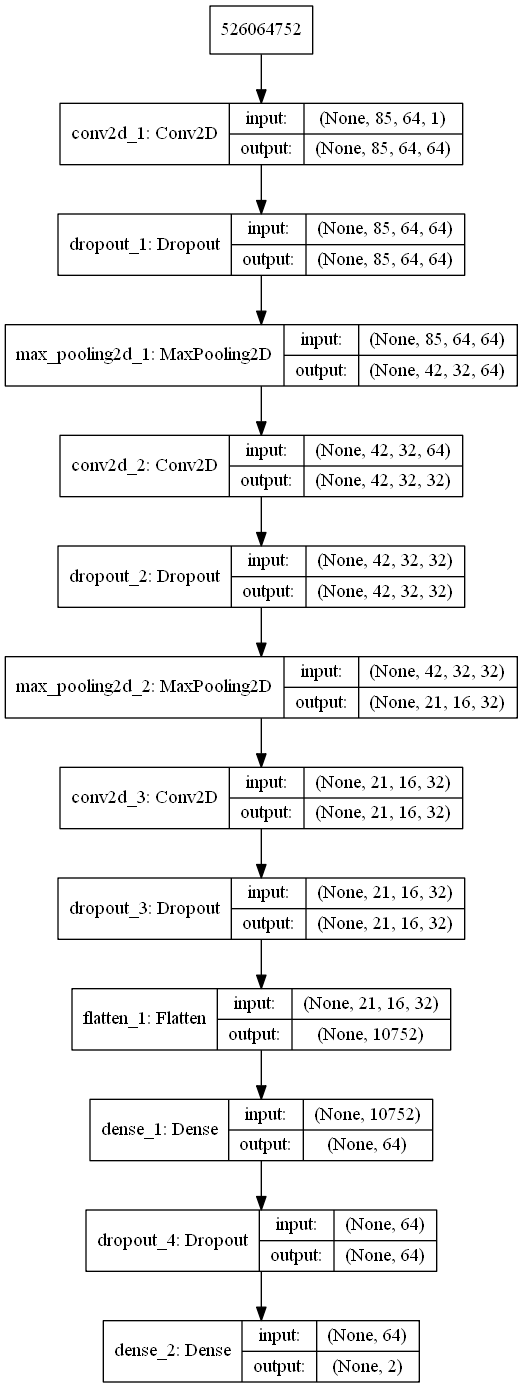 526064752
conv2d_1: Conv2D
input: (None, 85, 64, 1)
output: (None, 85, 64, 64)
dropout_1: Dropout
input: (None, 85, 64, 64)
output: (None, 85, 64, 64)
max_pooling2d_1: MaxPooling2D
input: (None, 85, 64, 64)
output: (None, 42, 32, 64)
conv2d_2: Conv2D
input: (None, 42, 32, 64)
output: (None, 42, 32, 32)
dropout_2: Dropout
input: (None, 42, 32, 32)
output: (None, 42, 32, 32)
max_pooling2d_2: MaxPooling2D
input: (None, 42, 32, 32)
output: (None, 21, 16, 32)
conv2d_3: Conv2D
input: (None, 21, 16, 32)
output: (None, 21, 16, 32)
dropout_3: Dropout
input: (None, 21, 16, 32)
output: (None, 21, 16, 32)
flatten_1: Flatten
input: (None, 21, 16, 32)
output: (None, 10752)
dense_1: Dense
input: (None, 10752)
output: (None, 64)
dropout_4: Dropout
input: (None, 64)
output: (None, 64)
dense_2: Dense
input: (None, 64)
output: (None, 2)